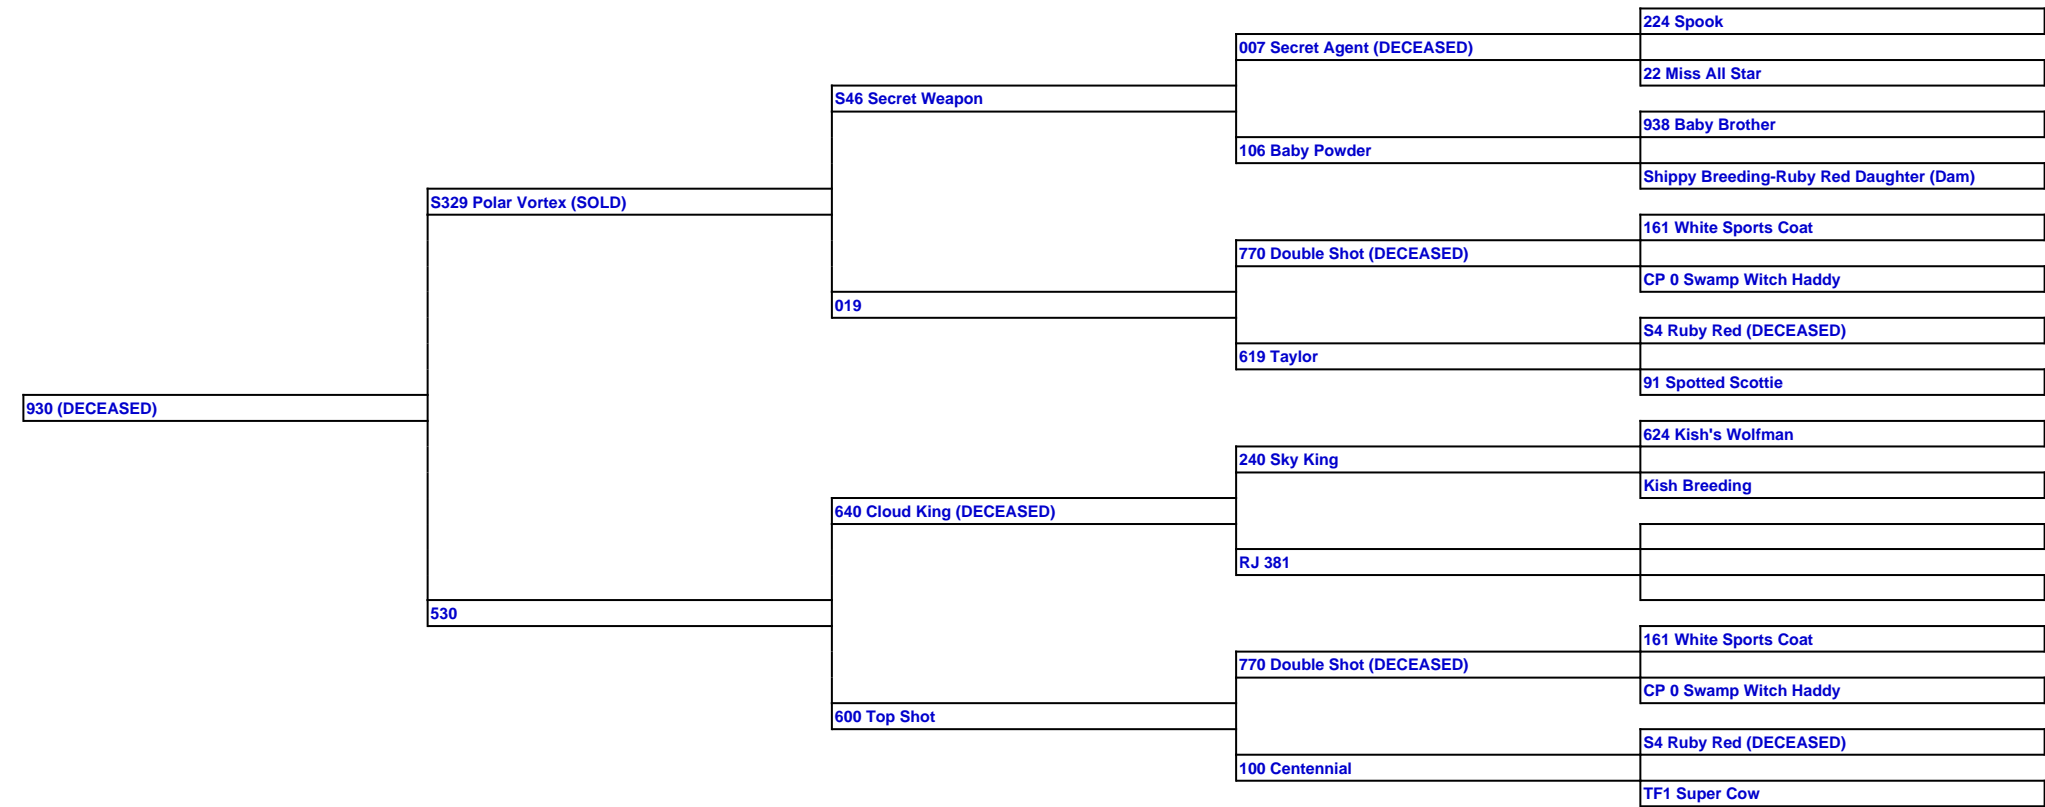 224 Spook
007 Secret Agent (DECEASED)
22 Miss All Star
S46 Secret Weapon
938 Baby Brother
106 Baby Powder
Shippy Breeding-Ruby Red Daughter (Dam)
S329 Polar Vortex (SOLD)
161 White Sports Coat
770 Double Shot (DECEASED)
CP 0 Swamp Witch Haddy
019
S4 Ruby Red (DECEASED)
619 Taylor
91 Spotted Scottie
930 (DECEASED)
624 Kish's Wolfman
240 Sky King
Kish Breeding
640 Cloud King (DECEASED)
RJ 381
530
161 White Sports Coat
770 Double Shot (DECEASED)
CP 0 Swamp Witch Haddy
600 Top Shot
S4 Ruby Red (DECEASED)
100 Centennial
TF1 Super Cow